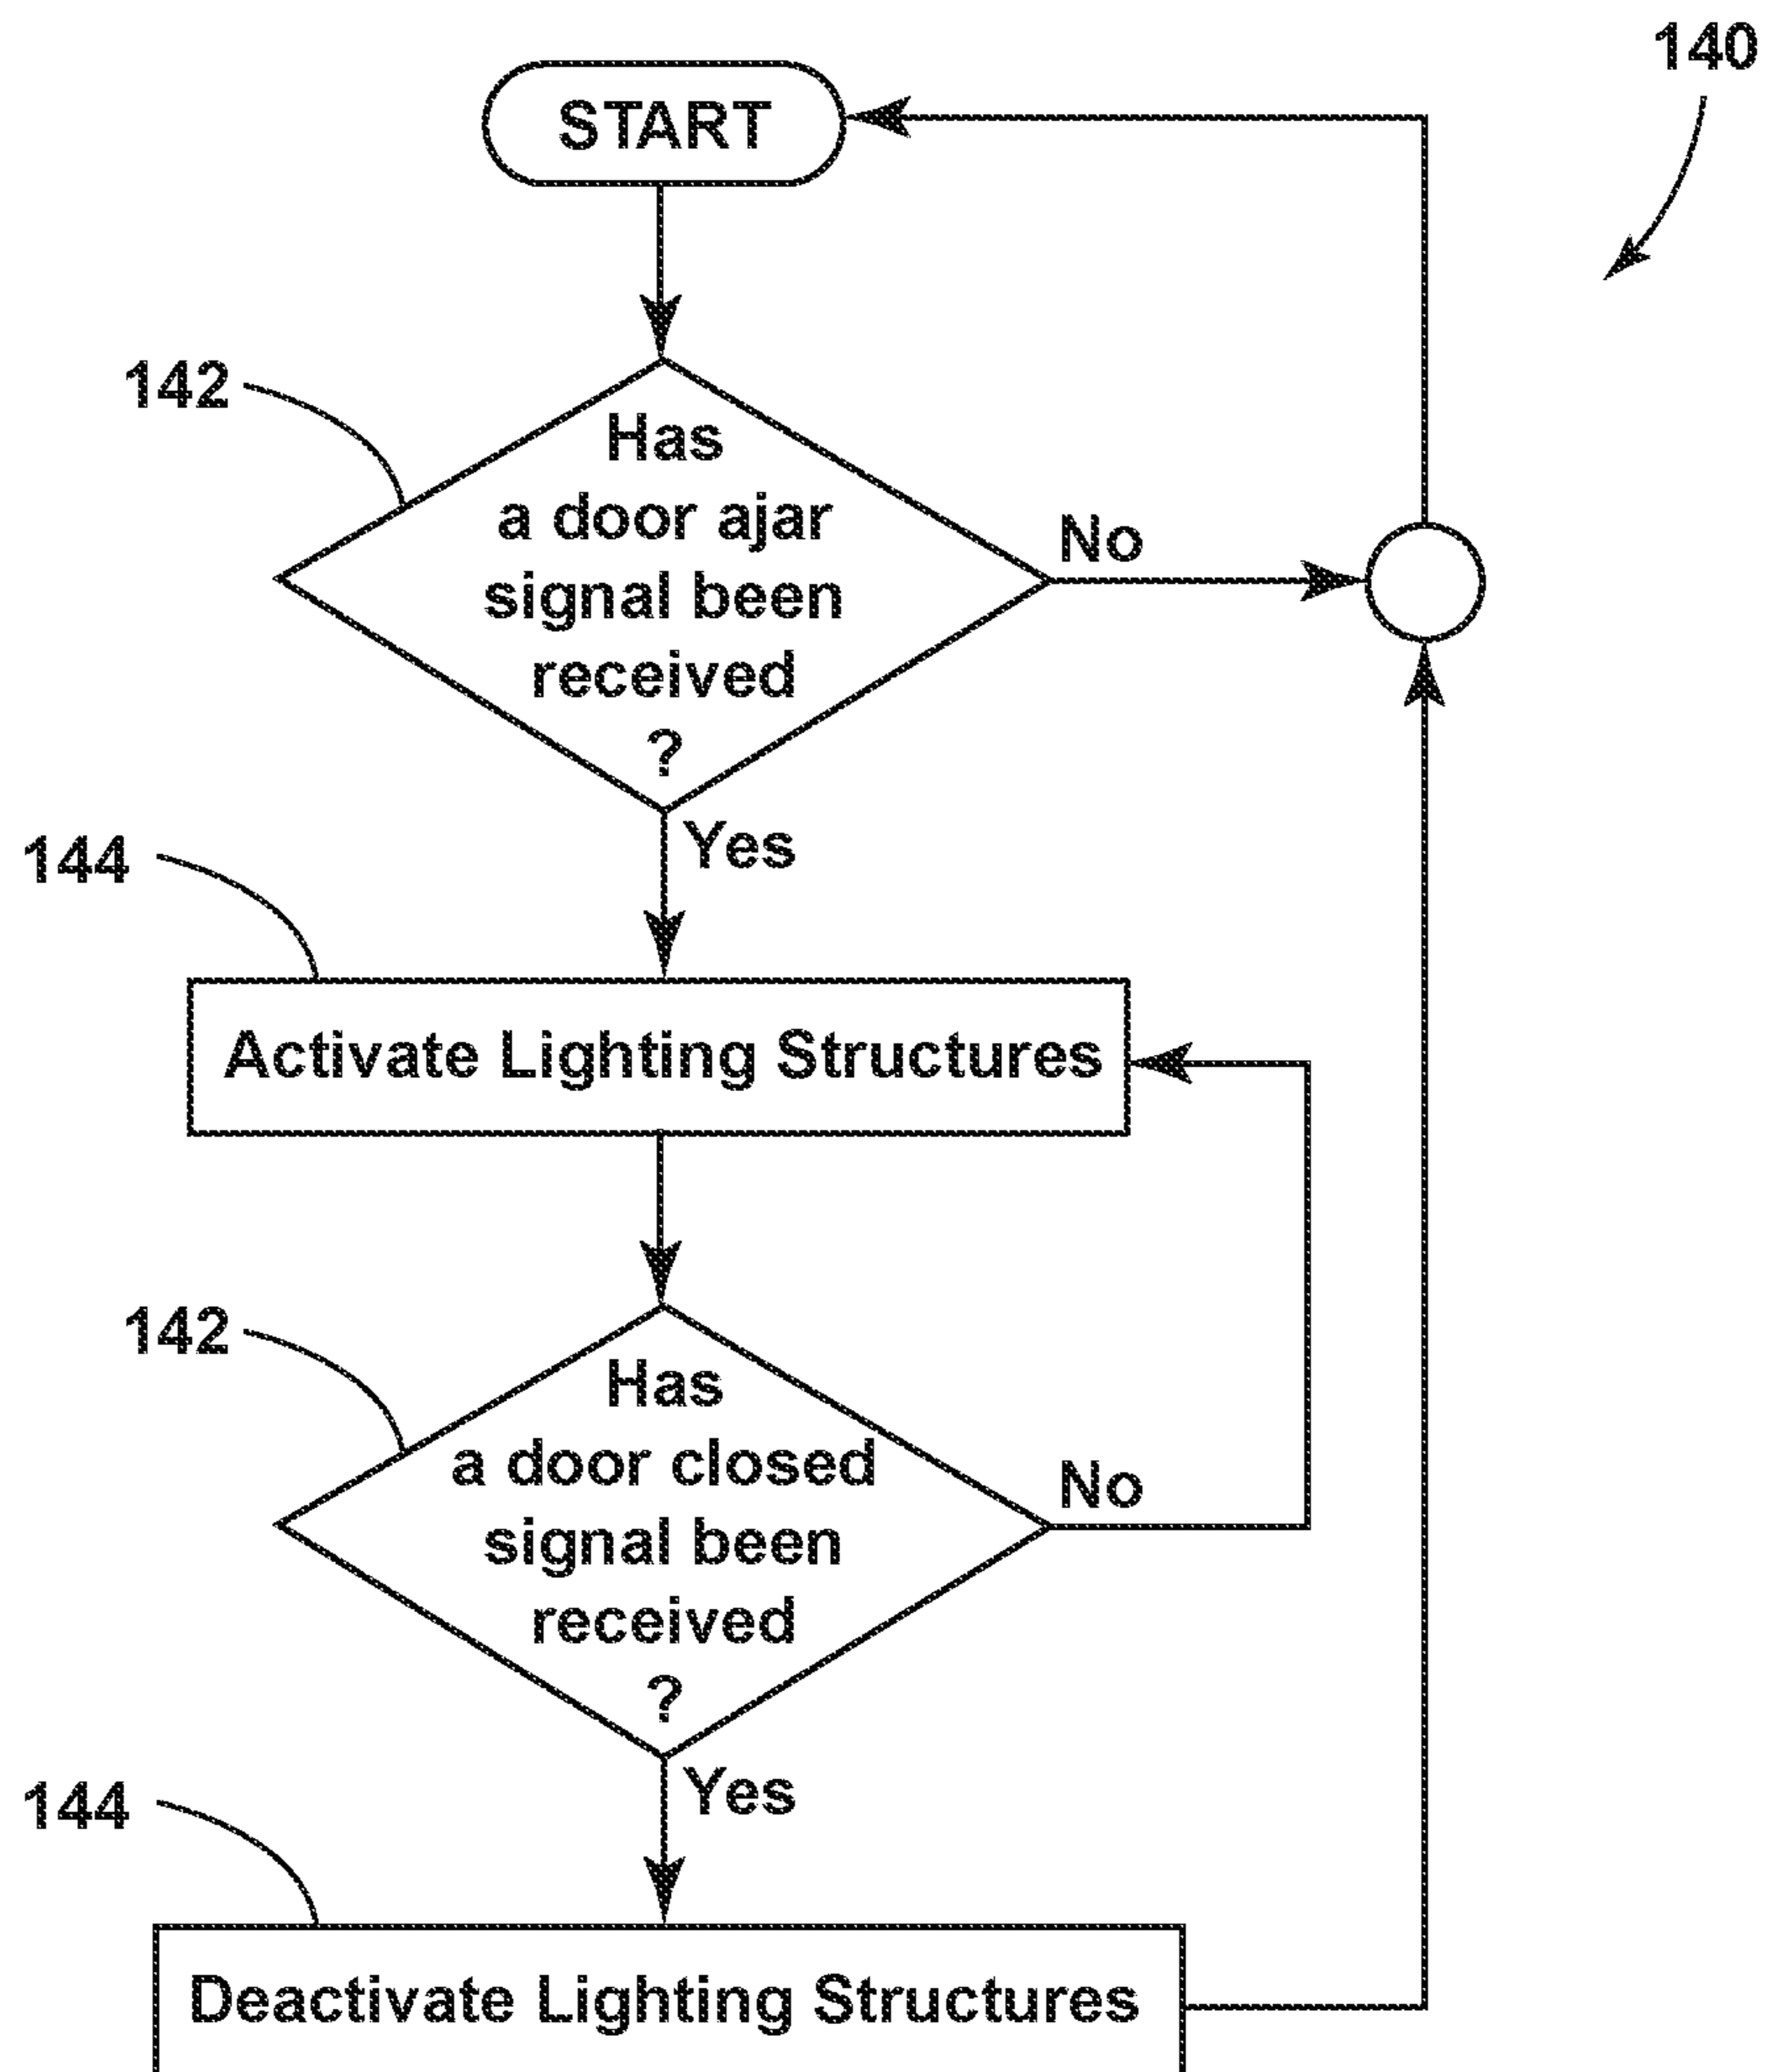 140
START
142
Has
a door ajar
signal been
received
?
No
Yes
144
Activate Lighting Structures
142
Has
a door closed
signal been
received
?
No
Yes
144
Deactivate Lighting Structures